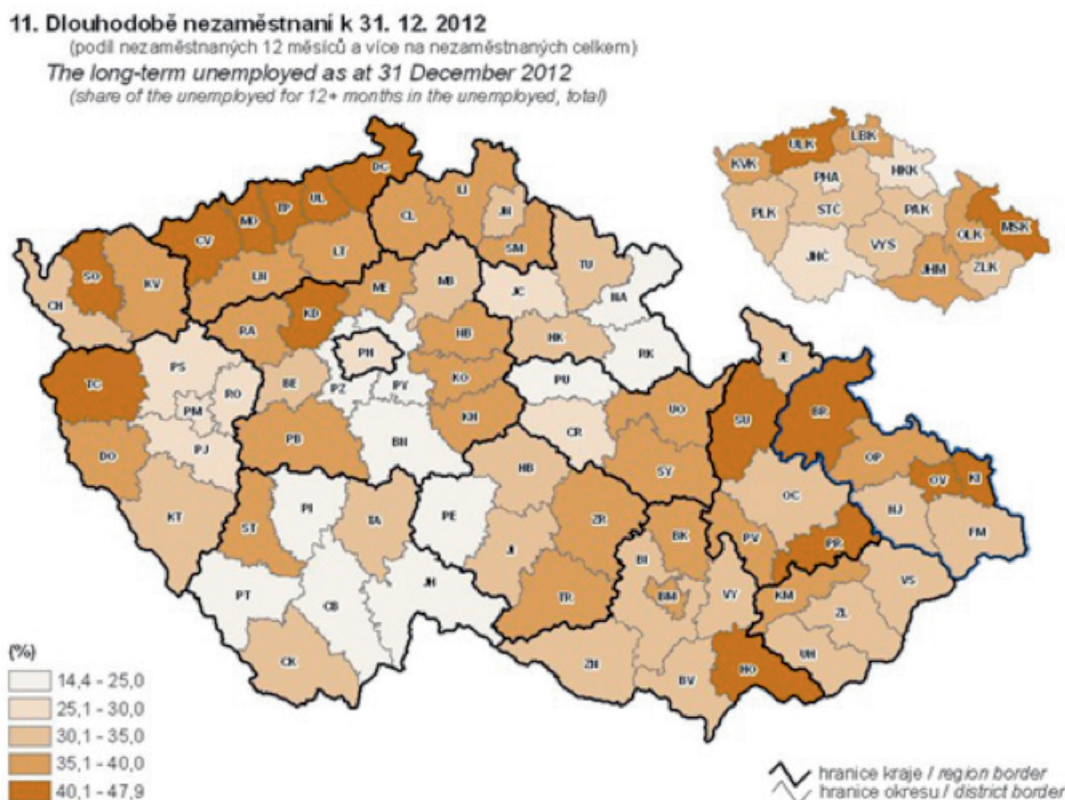 11. Dlouhodobě nezaměstnaní k 31. 12. 2012
(podíl nezaměstnaných 12 měsíců a více na nezaměstnaných celkem)
The long-term unemployed as at 31 December 2012
(share of the unemployed for 12+ months in the unemployed, total)
DC
ULK LBK
KVK HKK
PHA
PLK STČ PAK
OLK MSK
JHČ VYS
JHM ZLK
MO TP UL
CL LI JN
CV LT SM
SO KV LN ME MB TU
CH JC NA
RA KD NB HK RK
PH JE
TC PS RO BE PZ PY KO PU
PM KH UO SU BR
DO PJ PB BN CR
OP OV KI
HB SY OC
KT ST PI TA PE NJ FM
ZR BK PV PR
JI BI
PT CB JH TR BM VY KM VS
ZL
CK ZN HO UH
BV
(%)
14,4 - 25,0
25,1 - 30,0
30,1 - 35,0
35,1 - 40,0
40,1 - 47,9
hranice kraje / region border
hranice okresu / district border